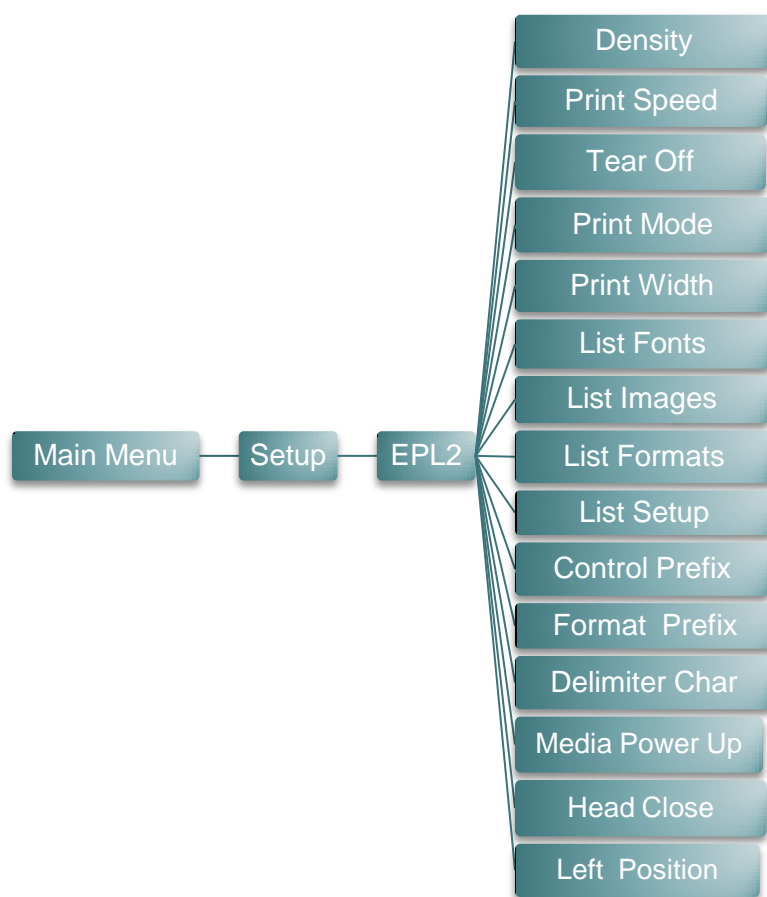 Density
Print Speed
Tear Off
Print Mode
Print Width
List Fonts
List Images
Main Menu
Setup
EPL2
List Formats
List Setup
Control Prefix
Format Prefix
Delimiter Char
Media Power Up
Head Close
Left Position